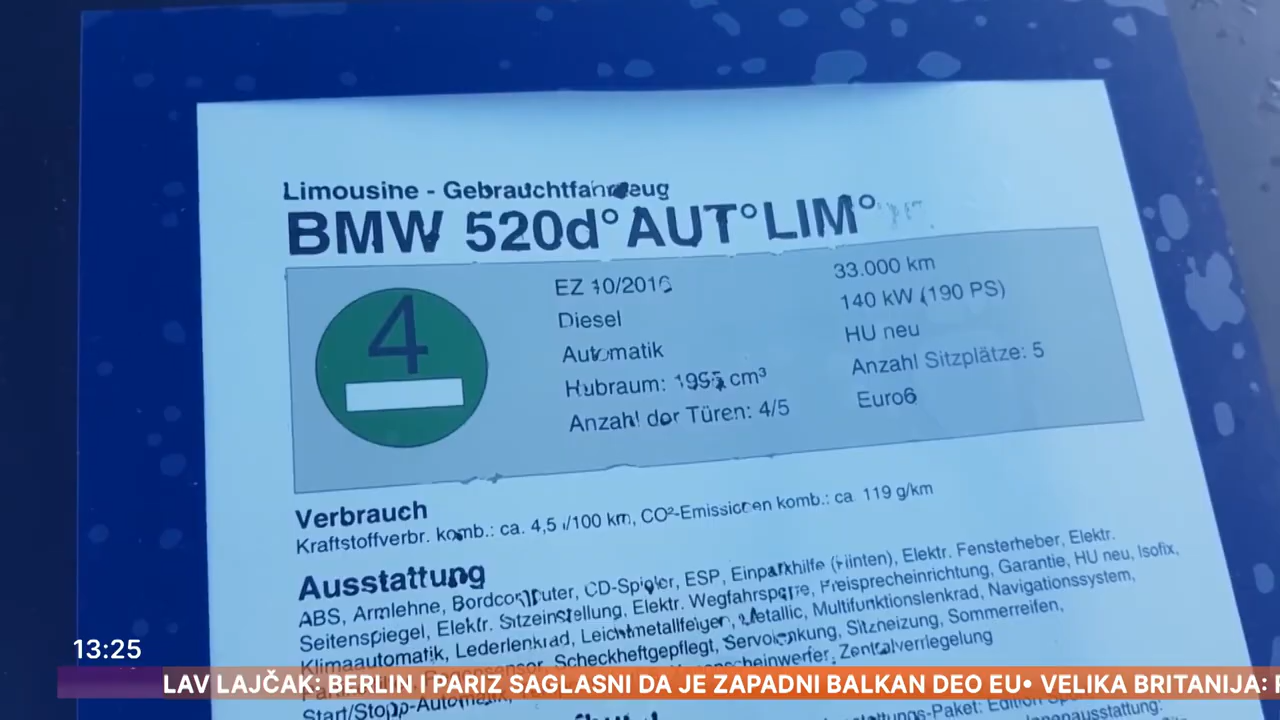 Limousine - Gebrauchtfahrzeug
BMW 520d°AUT°LIM°
4
EZ 10/2016
Diesel
Automatik
Hubraum: 1995 cm³
Anzahl der Türen: 4/5
33.000 km
140 kW (190 PS)
HU neu
Anzahl Sitzplätze: 5
Euro6
Verbrauch
Kraftstoffverbr. komb.: ca. 4,5 l/100 km, CO²-Emissionen komb.: ca. 119 g/km
Ausstattung
ABS, Armlehne, Bordcomputer, CD-Spieler, ESP, Einparkhilfe (Hinten), Elektr. Fensterheber, Elektr.
Seitenspiegel, Elektr. Sitzeinstellung, Elektr. Wegfahrsperre, Freisprecheinrichtung, Garantie, HU neu, Isofix,
Klimaautomatik, Lederlenkrad, Leichtmetallfelgen, Metallic, Multifunktionslenkrad, Navigationssystem,
Scheckheftgepflegt, Servolenkung, Sitzheizung, Sommerreifen,
Start/Stopp-Automatik, Zentralverriegelung
13:25
LAV LAJČAK: BERLIN I PARIZ SAGLASNI DA JE ZAPADNI BALKAN DEO EU• VELIKA BRITANIJA: